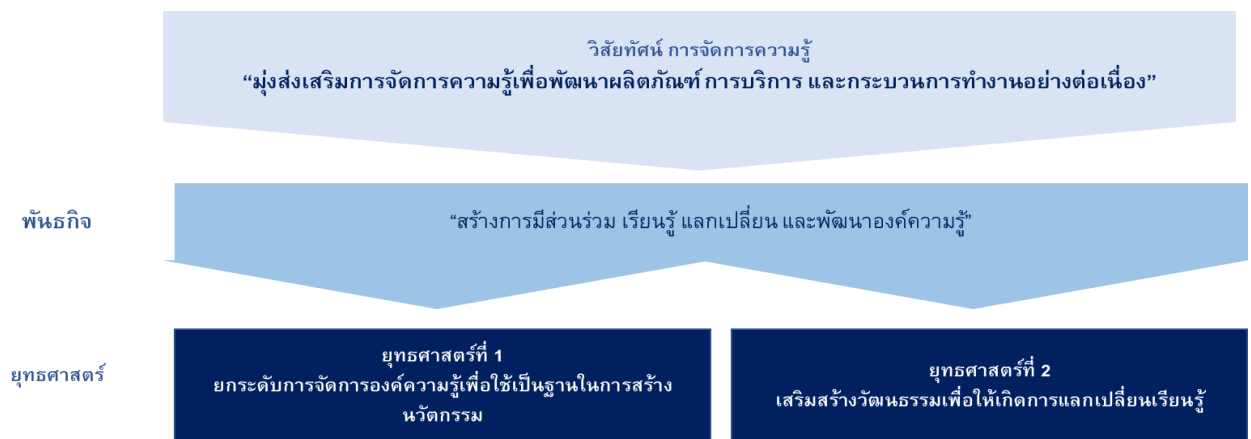 วิสัยทัศน์ การจัดการความรู้
“มุ่งส่งเสริมการจัดการความรู้เพื่อพัฒนาผลิตภัณฑ์ การบริการ และกระบวนการทำงานอย่างต่อเนื่อง”
พันธกิจ
“สร้างการมีส่วนร่วม เรียนรู้ แลกเปลี่ยน และพัฒนาองค์ความรู้”
ยุทธศาสตร์
ยุทธศาสตร์ที่ 1
ยกระดับการจัดการองค์ความรู้เพื่อใช้เป็นฐานในการสร้าง
นวัตกรรม
ยุทธศาสตร์ที่ 2
เสริมสร้างวัฒนธรรมเพื่อให้เกิดการแลกเปลี่ยนเรียนรู้